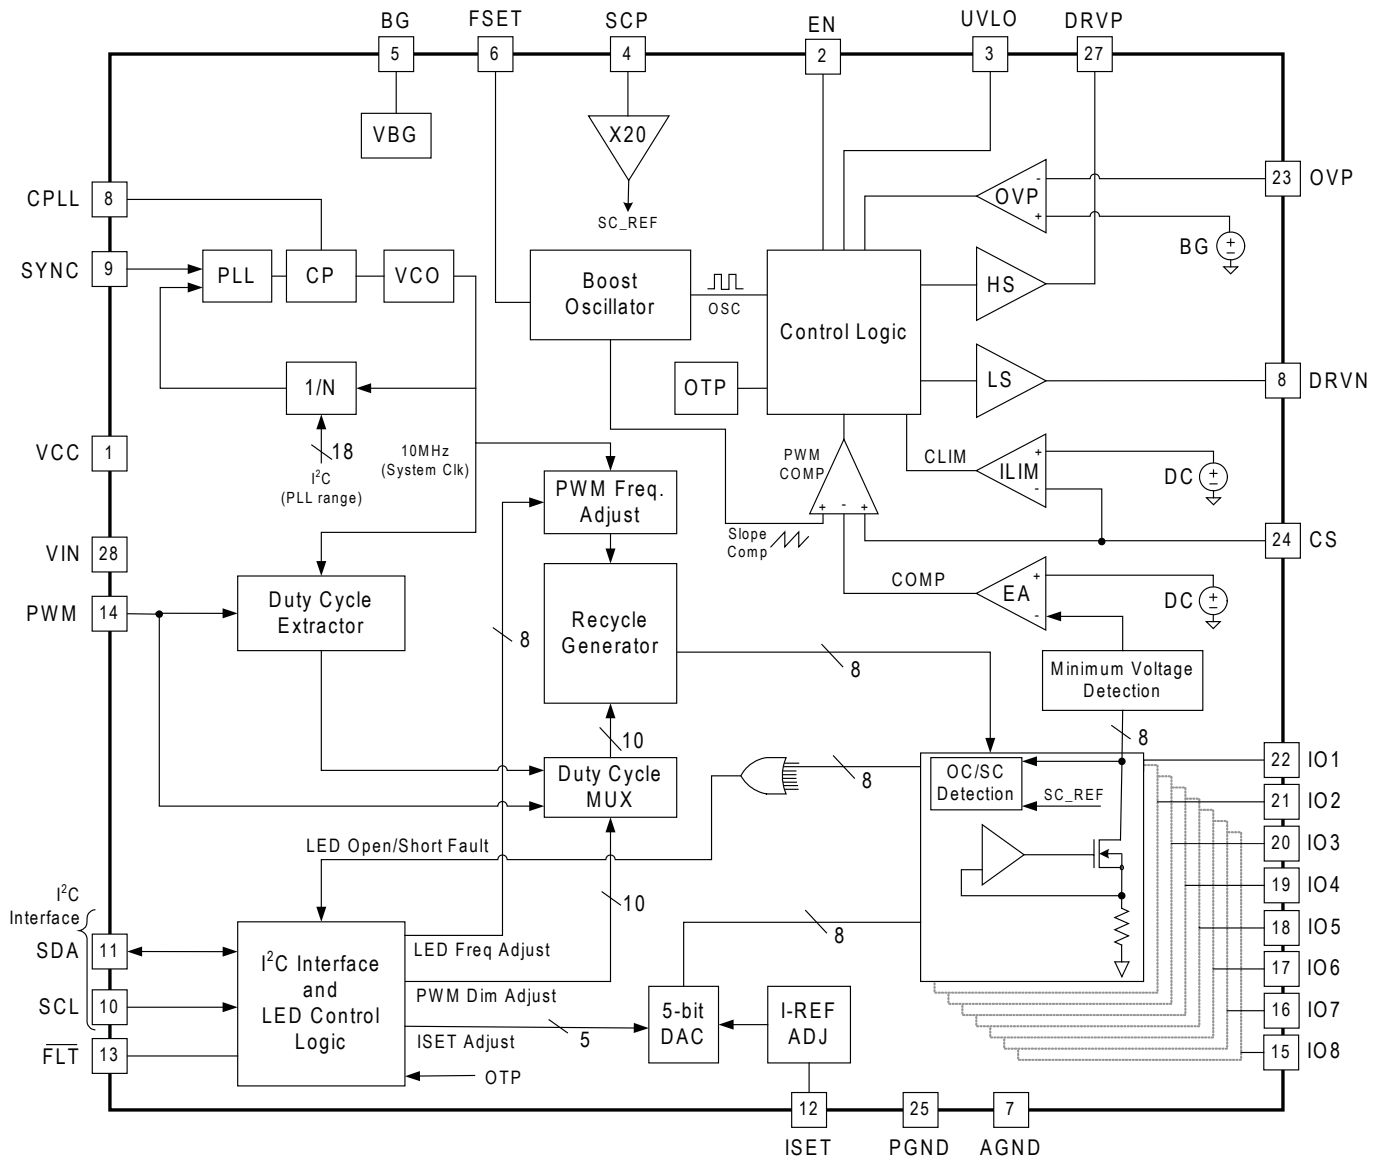 BG
FSET
SCP
EN
UVLO
DRVP
5
6
4
2
3
27
VBG
X20
SC_REF
CPLL
8
SYNC
9
PLL
CP
VCO
Boost
Oscillator
OSC
Control Logic
OVP
-
+
23
OVP
BG
+
−
HS
LS
8
DRVN
OTP
1/N
18
I²C
(PLL range)
10MHz
(System Clk)
VCC
1
PWM
COMP
+
-
+
CLIM
ILIM
+
-
DC
+
−
Slope
Comp
24
CS
VIN
28
PWM
14
PWM Freq.
Adjust
Duty Cycle
Extractor
Recycle
Generator
8
COMP
EA
+
-
DC
+
−
8
Minimum Voltage
Detection
8
10
Duty Cycle
MUX
8
OC/SC
Detection
SC_REF
22
IO1
21
IO2
20
IO3
19
IO4
18
IO5
17
IO6
16
IO7
15
IO8
LED Open/Short Fault
10
8
I²C
Interface
SDA
11
SCL
10
FLT
13
I²C Interface
and
LED Control
Logic
LED Freq Adjust
PWM Dim Adjust
ISET Adjust
5
OTP
5-bit
DAC
I-REF
ADJ
12
25
7
ISET
PGND
AGND